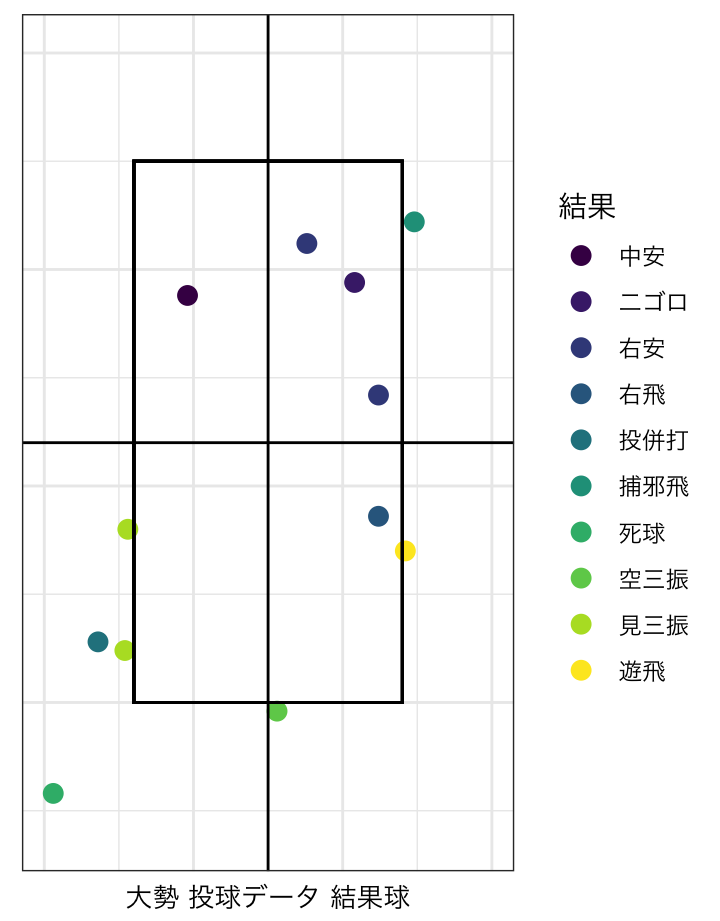 結果
中安
二ゴロ
右安
右飛
投併打
捕邪飛
死球
空三振
見三振
遊飛
大勢 投球データ 結果球